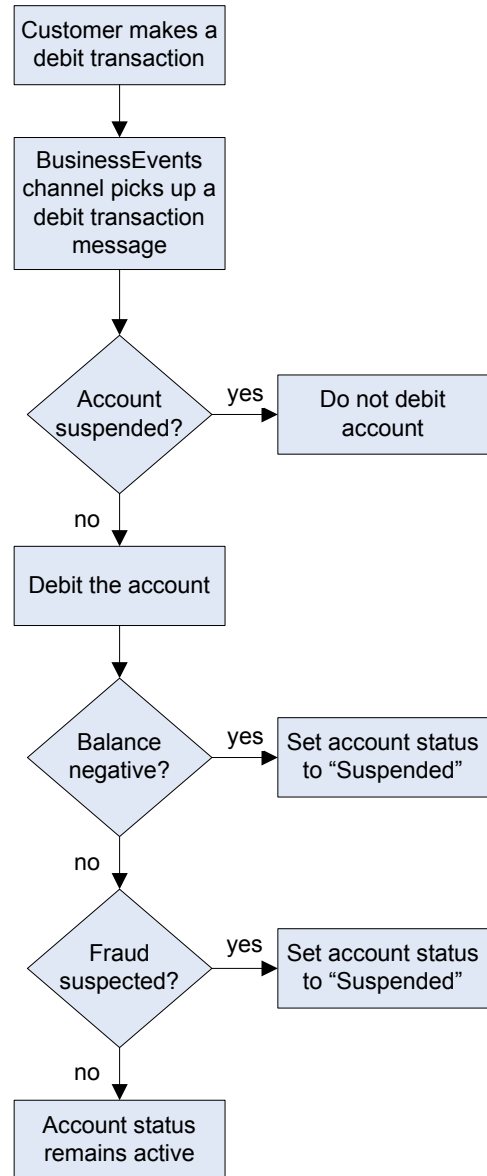 Customer makes a
debit transaction
BusinessEvents
channel picks up a
debit transaction
message
Account
suspended?
yes
Do not debit
account
no
Debit the account
Balance
negative?
yes
Set account status
to “Suspended”
no
Fraud
suspected?
yes
Set account status
to “Suspended”
no
Account status
remains active